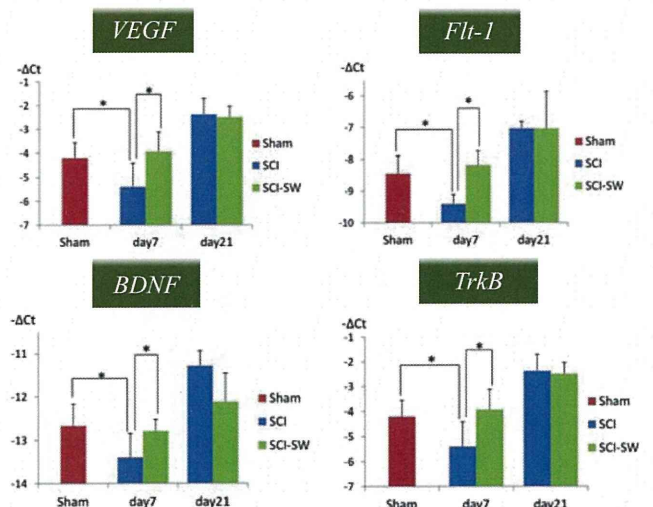 VEGF
-ΔCt
-1
-2
-3
-4
-5
-6
-7
*
*
Sham
SCI
SCI-SW
Sham day7 day21
Flt-1
-ΔCt
-6
-7
-8
-9
-10
*
*
Sham
SCI
SCI-SW
Sham day7 day21
BDNF
-ΔCt
-11
-12
-13
-14
*
*
Sham
SCI
SCI-SW
Sham day7 day21
TrkB
-ΔCt
-1
-2
-3
-4
-5
-6
-7
*
*
Sham
SCI
SCI-SW
Sham day7 day21